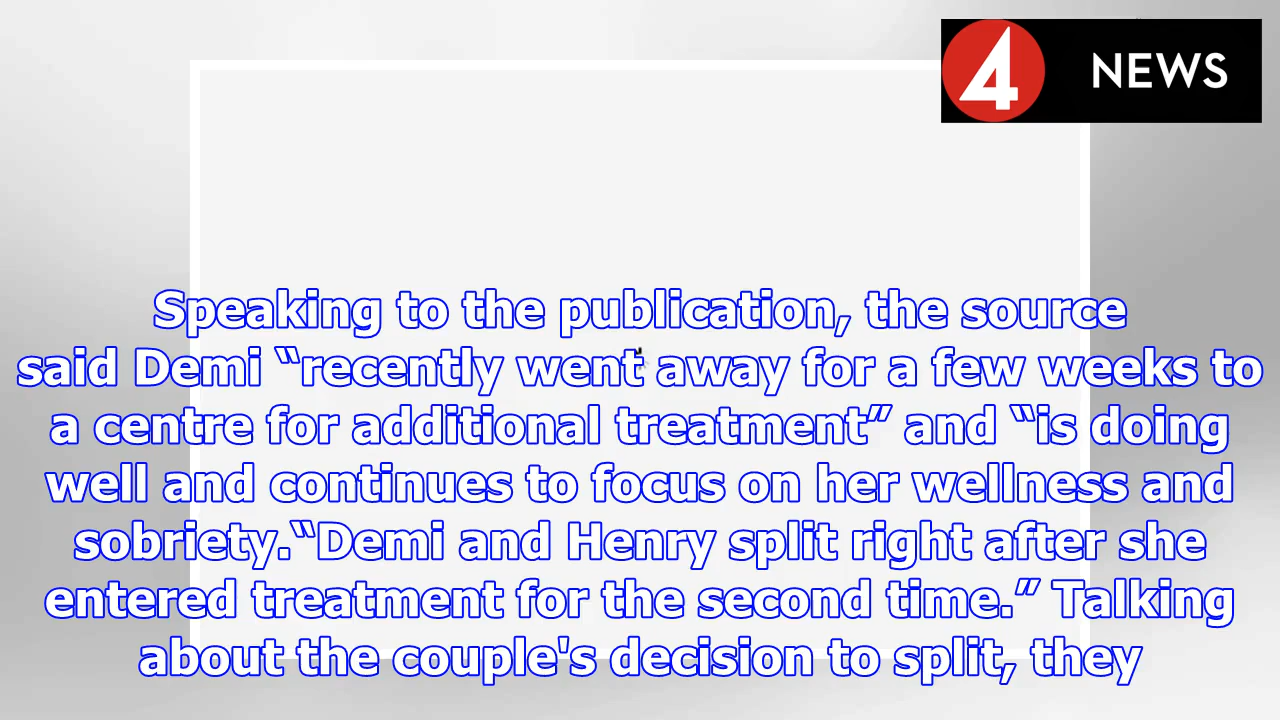 4 NEWS
Speaking to the publication, the source
said Demi “recently went away for a few weeks to
a centre for additional treatment” and “is doing
well and continues to focus on her wellness and
sobriety.“Demi and Henry split right after she
entered treatment for the second time.” Talking
about the couple's decision to split, they